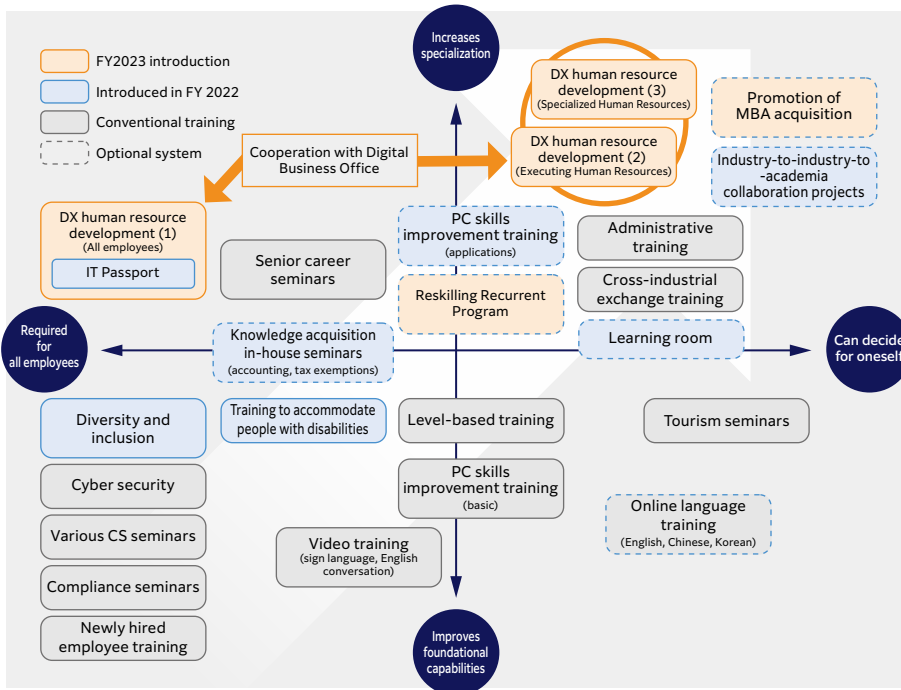 Increases
specialization
FY2023 introduction
Introduced in FY 2022
Conventional training
Optional system
Cooperation with Digital
Business Office
DX human resource
development (3)
(Specialized Human Resources)
DX human resource
development (2)
(Executing Human Resources)
Promotion of
MBA acquisition
Industry-to-industry-to
-academia
collaboration projects
DX human resource
development (1)
(All employees)
IT Passport
Senior career
seminars
PC skills
improvement training
(applications)
Administrative
training
Reskilling Recurrent
Program
Cross-industrial
exchange training
Required for
all employees
Knowledge acquisition
in-house seminars
(accounting, tax exemptions)
Learning room
Can decide
for oneself
Diversity and
inclusion
Training to accommodate
people with disabilities
Level-based training
Tourism seminars
Cyber security
PC skills
improvement training
(basic)
Various CS seminars
Video training
(sign language, English
conversation)
Online language
training
(English, Chinese, Korean)
Compliance seminars
Newly hired
employee training
Improves
foundational
capabilities